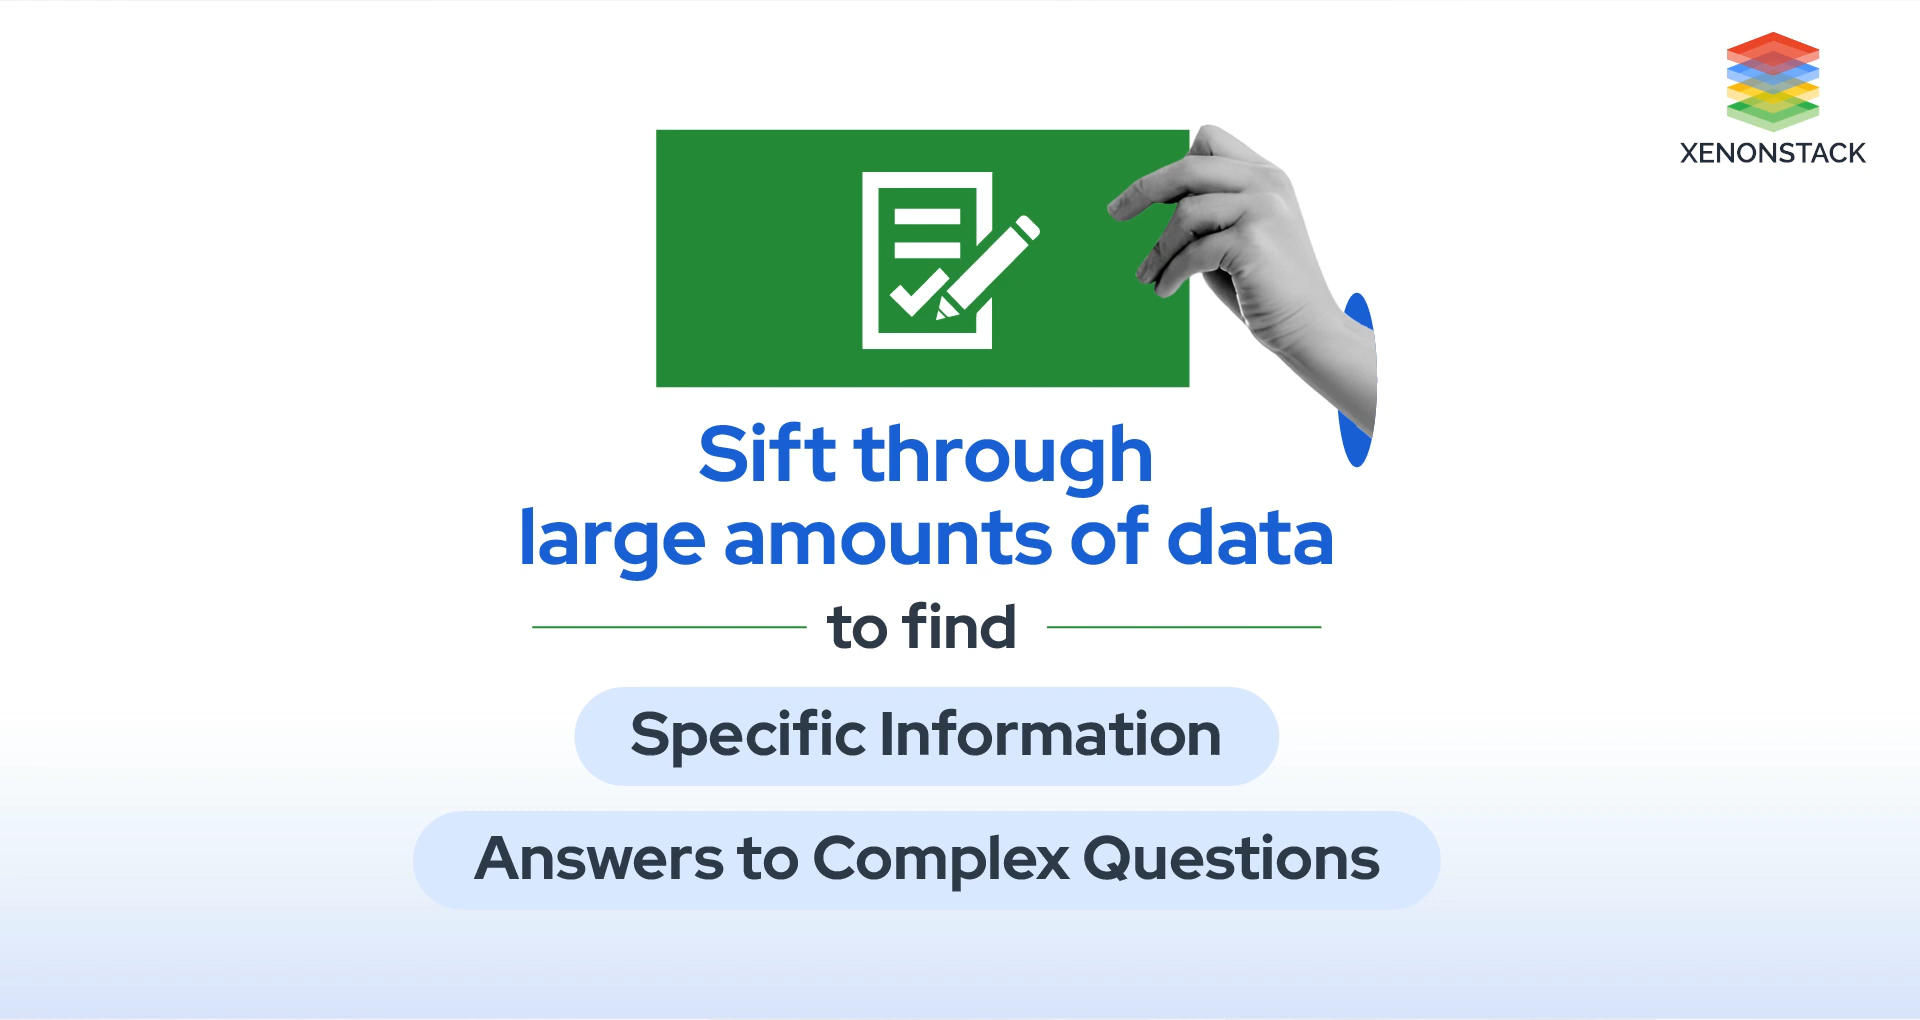 XENONSTACK
Sift through
large amounts of data
to find
Specific Information
Answers to Complex Questions